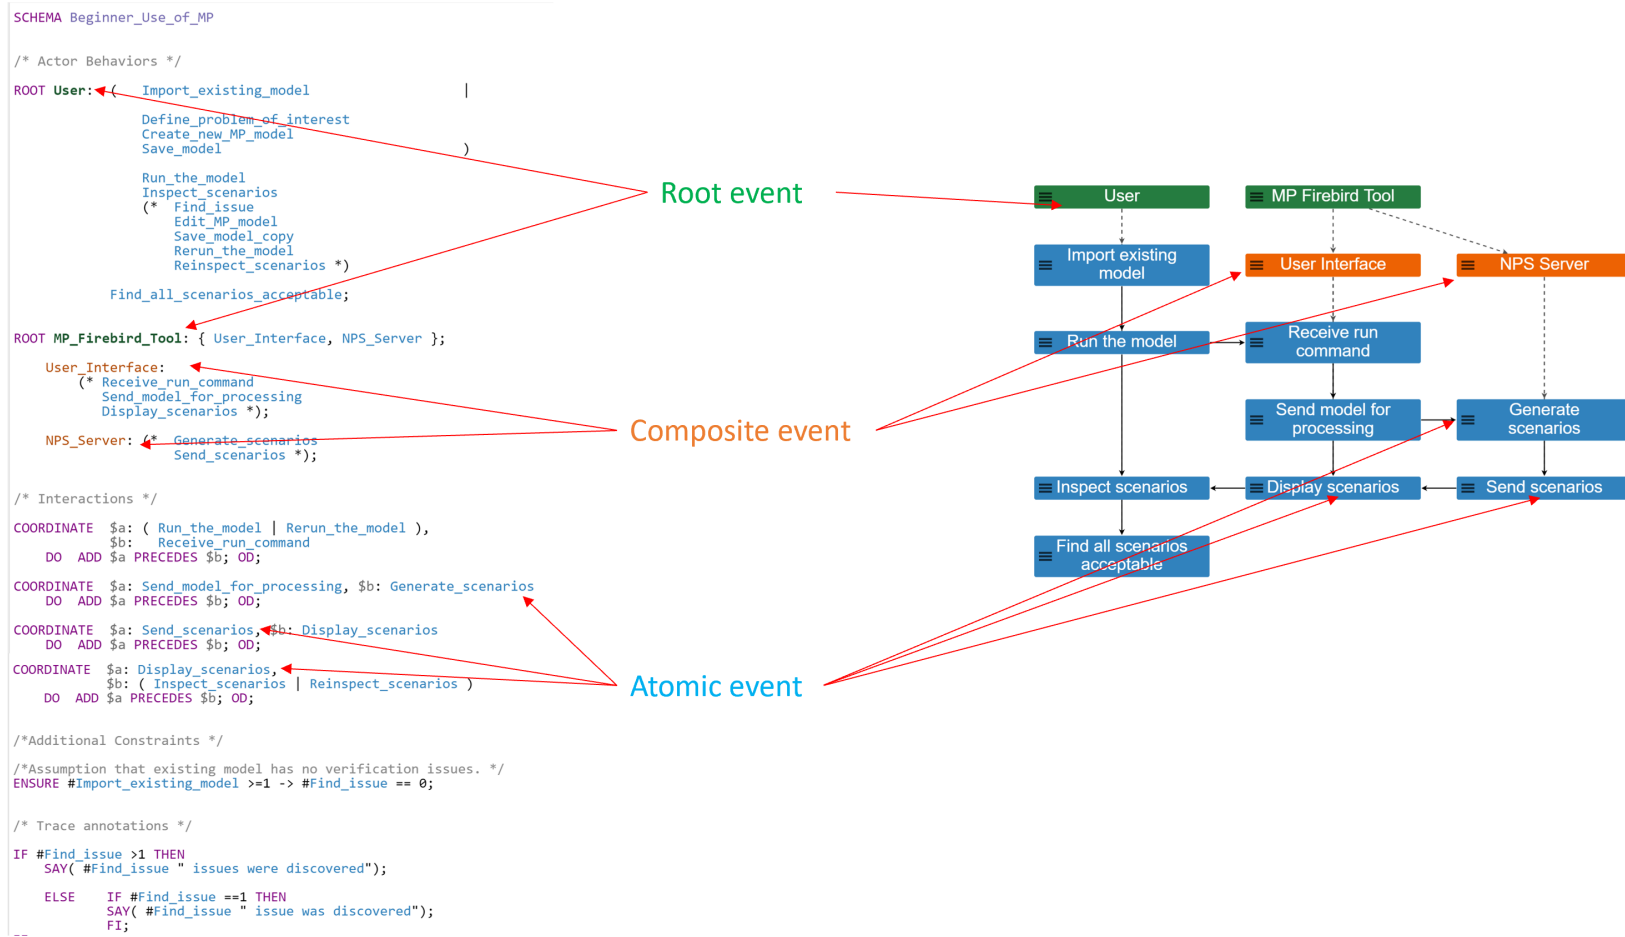 SCHEMA Beginner_Use_of_MP
/* Actor Behaviors */
ROOT User: ( Import_existing_model |
Define_problem_of_interest
Create_new_MP_model
Save_model )
Run_the_model
Inspect_scenarios
(* Find_issue
Edit_MP_model
Save_model_copy
Rerun_the_model
Reinspect_scenarios *)
Find_all_scenarios_acceptable;
ROOT MP_Firebird_Tool: { User_Interface, NPS_Server };
User_Interface:
(* Receive_run_command
Send_model_for_processing
Display_scenarios *);
NPS_Server: (* Generate_scenarios
Send_scenarios *);
/* Interactions */
COORDINATE $a: ( Run_the_model | Rerun_the_model ),
$b: Receive_run_command
DO ADD $a PRECEDES $b; OD;
COORDINATE $a: Send_model_for_processing, $b: Generate_scenarios
DO ADD $a PRECEDES $b; OD;
COORDINATE $a: Send_scenarios, $b: Display_scenarios
DO ADD $a PRECEDES $b; OD;
COORDINATE $a: Display_scenarios,
$b: ( Inspect_scenarios | Reinspect_scenarios )
DO ADD $a PRECEDES $b; OD;
/*Additional Constraints */
/*Assumption that existing model has no verification issues. */
ENSURE #Import_existing_model >=1 -> #Find_issue == 0;
/* Trace annotations */
IF #Find_issue >1 THEN
SAY( #Find_issue " issues were discovered");
ELSE IF #Find_issue ==1 THEN
SAY( #Find_issue " issue was discovered");
FI;
Root event
Composite event
Atomic event
User
MP Firebird Tool
Import existing
model
User Interface
NPS Server
Run the model
Receive run
command
Send model for
processing
Generate
scenarios
Inspect scenarios
Display scenarios
Send scenarios
Find all scenarios
acceptable